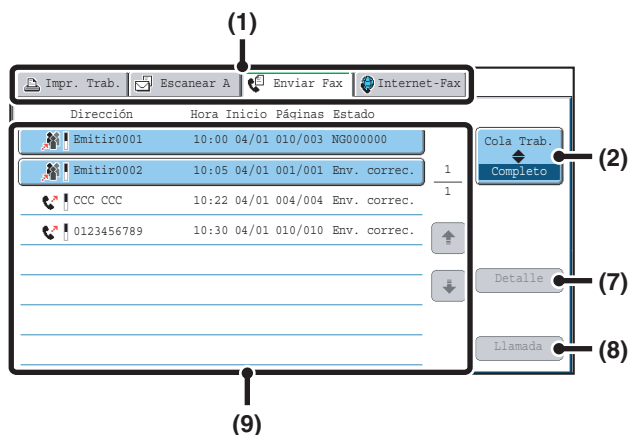 (1)
Impr. Trab. Escanear A Enviar Fax Internet-Fax
Dirección Hora Inicio Páginas Estado
Emitir0001 10:00 04/01 010/003 NG000000
Emitir0002 10:05 04/01 001/001 Env. correc.
CCC CCC 10:22 04/01 004/004 Env. correc.
0123456789 10:30 04/01 010/010 Env. correc.
1
1
Cola Trab.
Completo
(2)
Detalle
(7)
Llamada
(8)
(9)